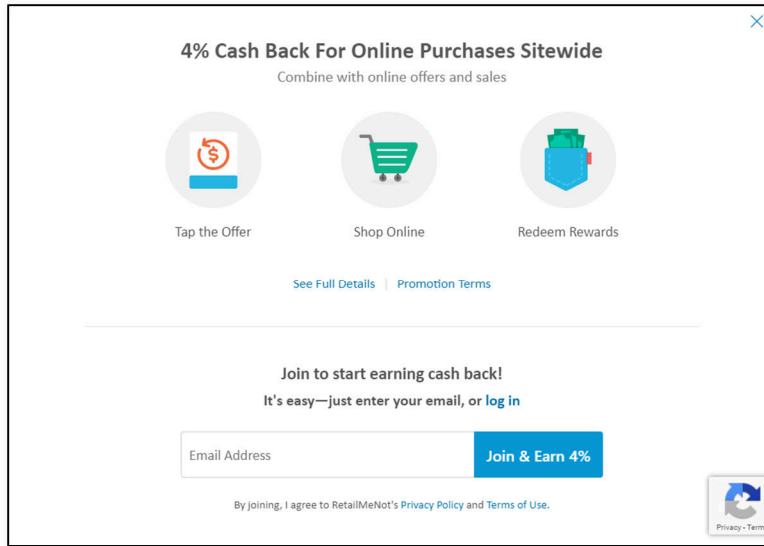 4% Cash Back For Online Purchases Sitewide
Combine with online offers and sales
Tap the Offer
Shop Online
Redeem Rewards
See Full Details | Promotion Terms
Join to start earning cash back!
It's easy—just enter your email, or log in
Email Address
Join & Earn 4%
By joining, I agree to RetailMeNot's Privacy Policy and Terms of Use.
Privacy - Term